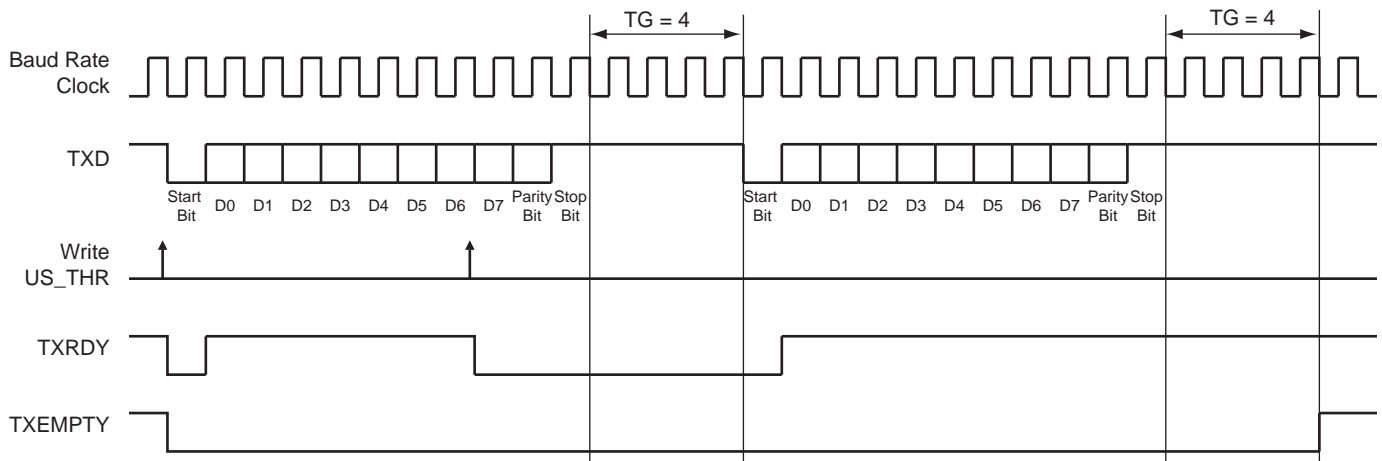 TG = 4
TG = 4
Baud Rate
Clock
TXD
Start
Bit
D0
D1
D2
D3
D4
D5
D6
D7
Parity
Bit
Stop
Bit
Start
Bit
D0
D1
D2
D3
D4
D5
D6
D7
Parity
Bit
Stop
Bit
Write
US_THR
TXRDY
TXEMPTY